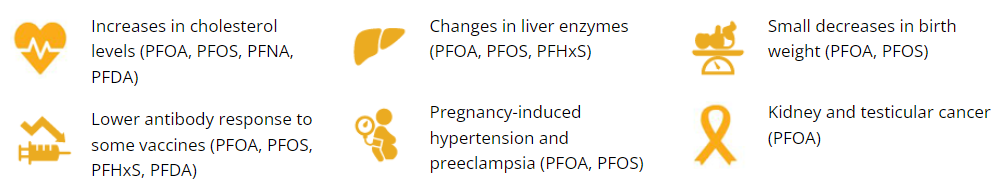 Increases in cholesterol
levels (PFOA, PFOS, PFNA,
PFDA)
Changes in liver enzymes
(PFOA, PFOS, PFHxS)
Small decreases in birth
weight (PFOA, PFOS)
Lower antibody response to
some vaccines (PFOA, PFOS,
PFHxS, PFDA)
Pregnancy-induced
hypertension and
preeclampsia (PFOA, PFOS)
Kidney and testicular cancer
(PFOA)